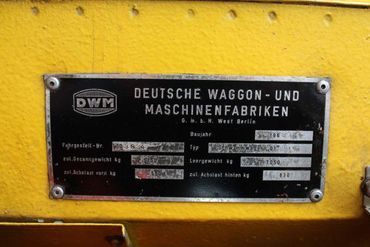 DWM
DEUTSCHE WAGGON- UND
MASCHINENFABRIKEN
G. m. b. H. West Berlin
Baujahr
Fahrgestell-Nr. Typ
zul. Gesamtgewicht kg Leergewicht kg
zul. Achslast vorn kg zul. Achslast hinten kg